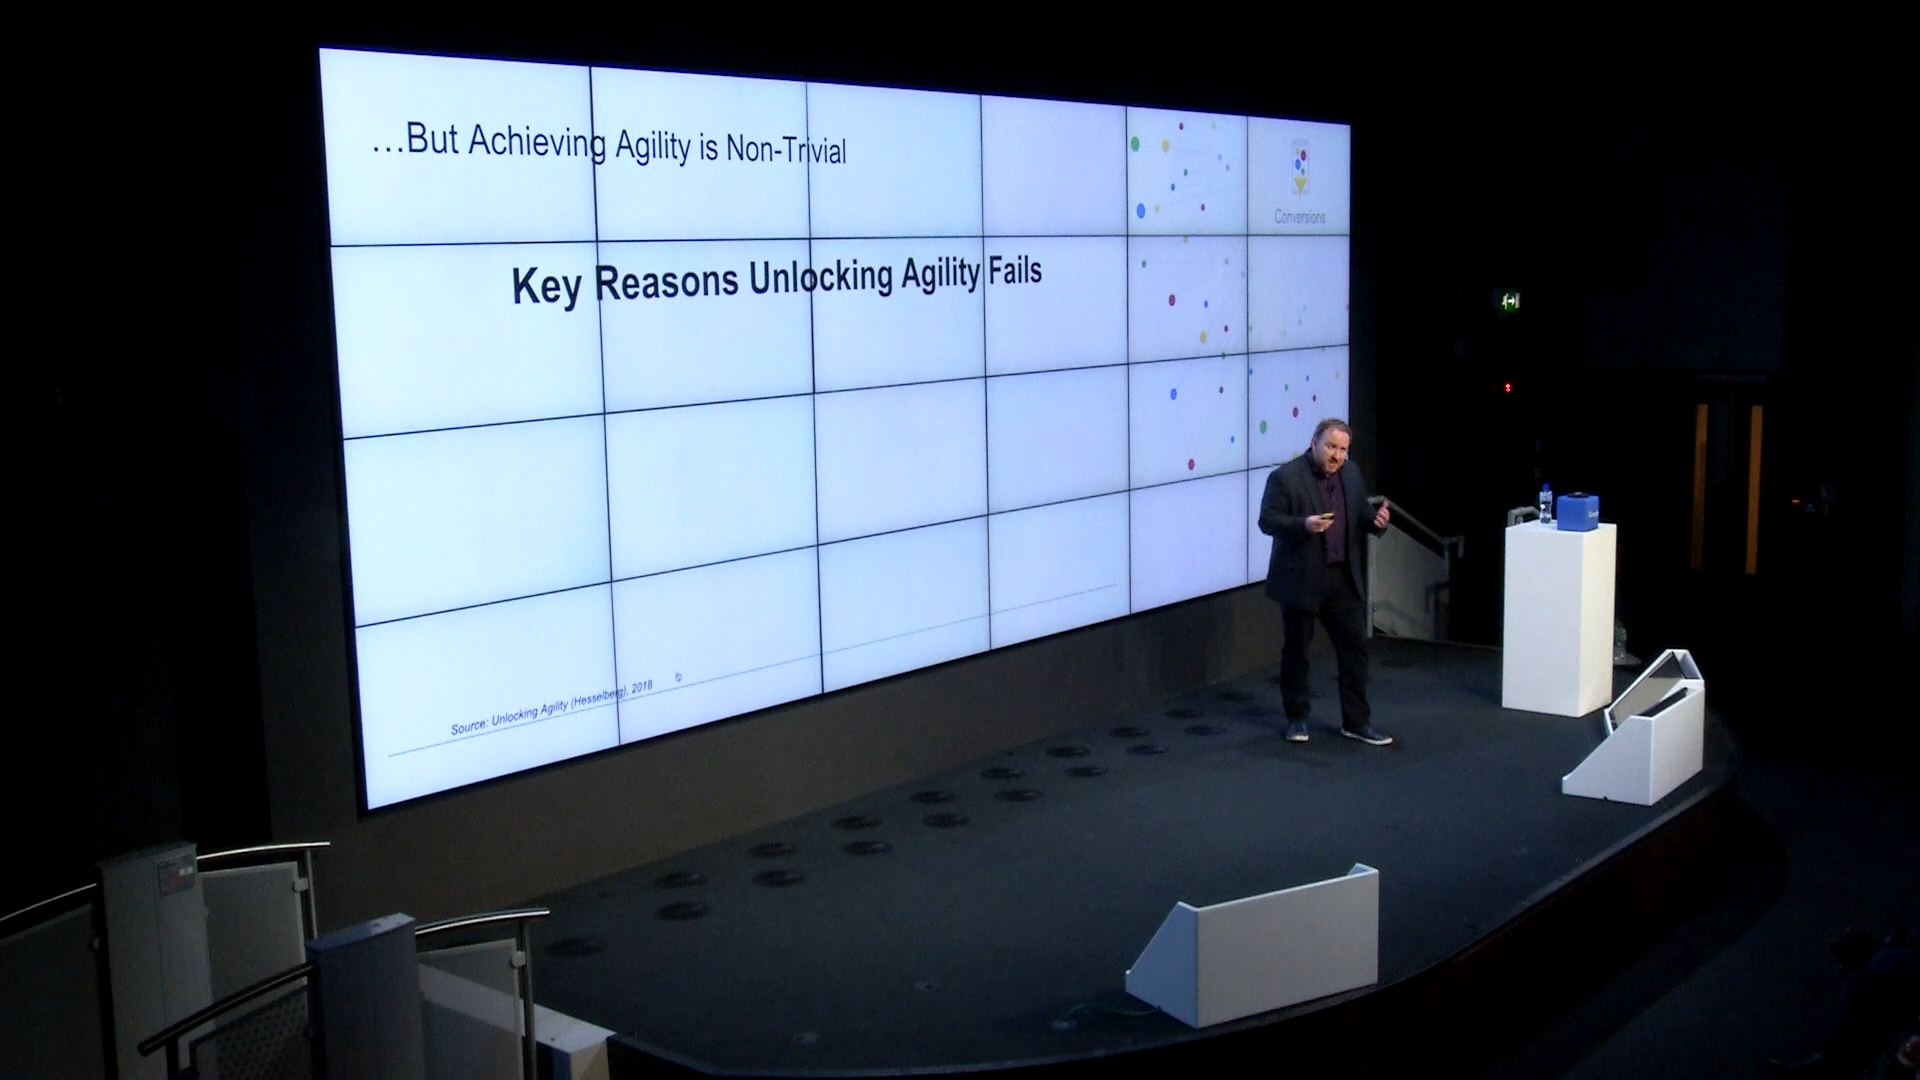 …But Achieving Agility is Non-Trivial
Conversions
Key Reasons Unlocking Agility Fails
Source: Unlocking Agility (Hesselberg), 2018